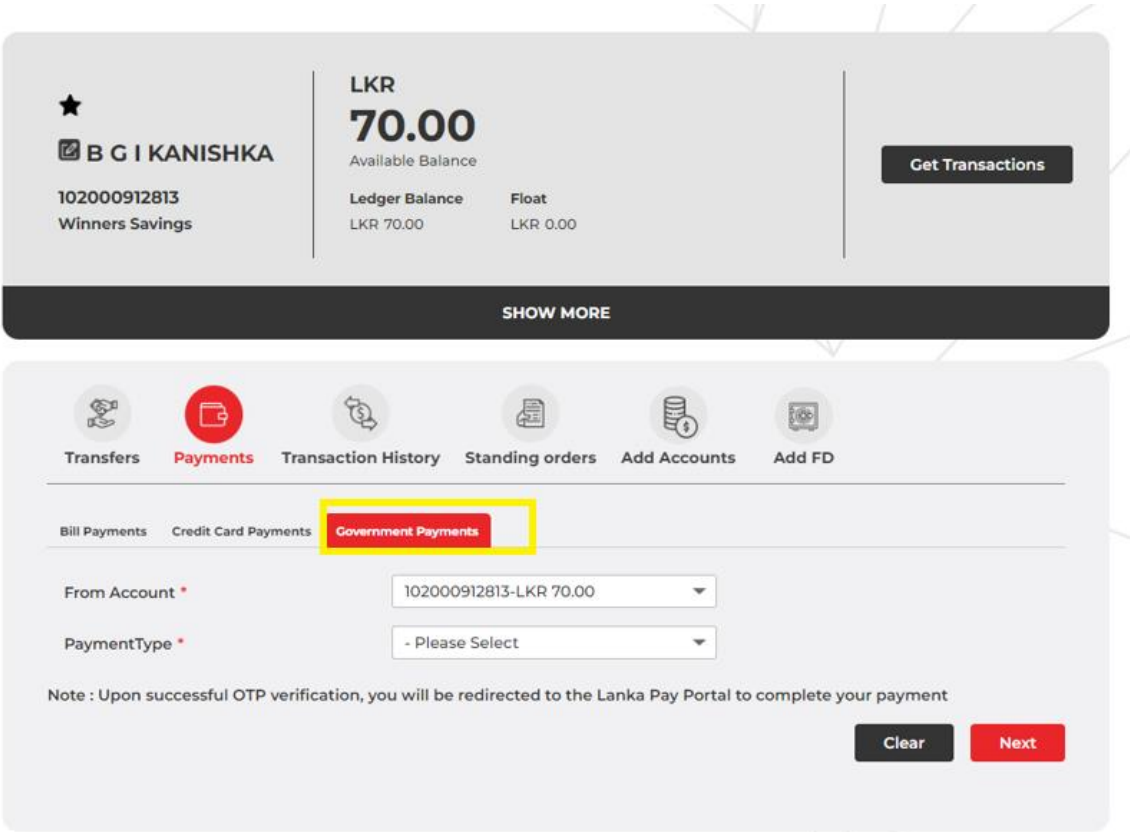 LKR
70.00
B G I KANISHKA
Available Balance
Get Transactions
102000912813
Ledger Balance Float
Winners Savings
LKR 70.00 LKR 0.00
SHOW MORE
Transfers Payments Transaction History Standing orders Add Accounts Add FD
Bill Payments Credit Card Payments Government Payments
From Account * 102000912813-LKR 70.00
PaymentType * - Please Select
Note : Upon successful OTP verification, you will be redirected to the Lanka Pay Portal to complete your payment
Clear Next